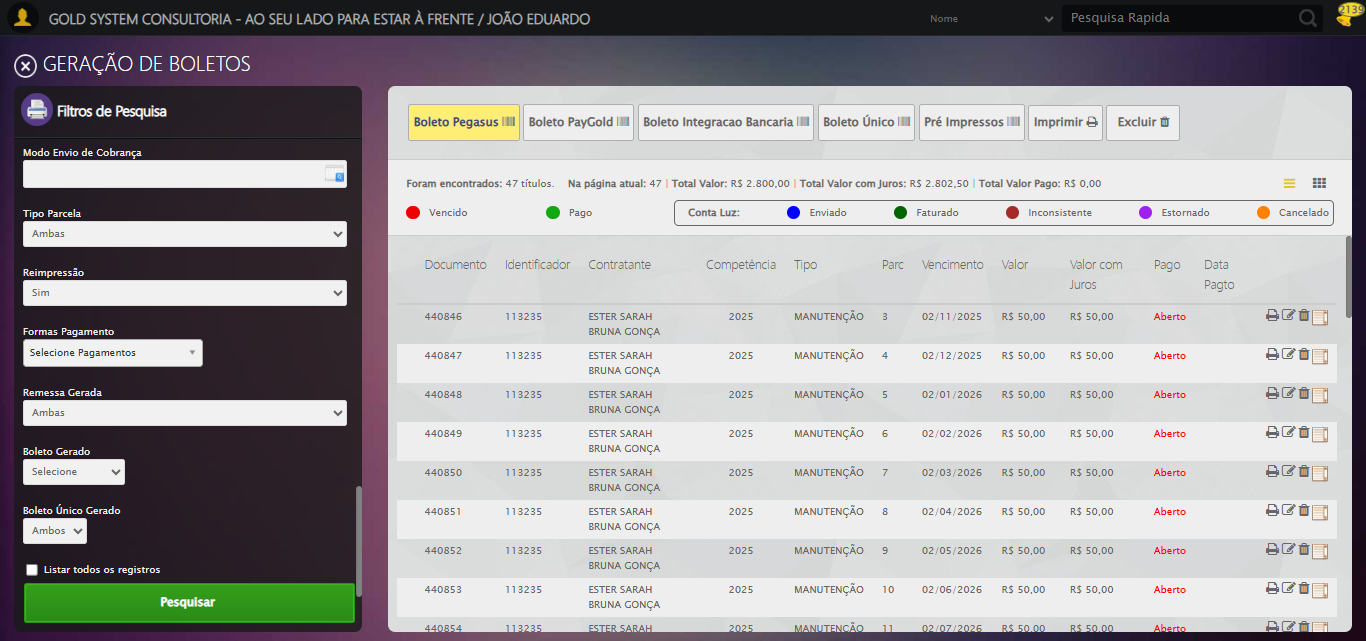 GOLD SYSTEM CONSULTORIA - AO SEU LADO PARA ESTAR À FRENTE / JOÃO EDUARDO
Nome
Pesquisa Rapida
2139
GERAÇÃO DE BOLETOS
Filtros de Pesquisa
Modo Envio de Cobrança
Tipo Parcela
Ambas
Reimpressão
Sim
Formas Pagamento
Selecione Pagamentos
Remessa Gerada
Ambas
Boleto Gerado
Selecione
Boleto Único Gerado
Ambos
Listar todos os registros
Pesquisar
Boleto Pegasus Boleto PayGold Boleto Integracao Bancaria Boleto Único Pré Impressos Imprimir Excluir
Foram encontrados: 47 títulos. Na página atual: 47 | Total Valor: R$ 2.800,00 | Total Valor com Juros: R$ 2.802,50 | Total Valor Pago: R$ 0,00
Vencido Pago Conta Luz: Enviado Faturado Inconsistente Estornado Cancelado
Documento Identificador Contratante Competência Tipo Parc Vencimento Valor Valor com Pago Data
Juros Pagto
440846 113235 ESTER SARAH 2025 MANUTENÇÃO 3 02/11/2025 R$ 50,00 R$ 50,00 Aberto
BRUNA GONÇA
440847 113235 ESTER SARAH 2025 MANUTENÇÃO 4 02/12/2025 R$ 50,00 R$ 50,00 Aberto
BRUNA GONÇA
440848 113235 ESTER SARAH 2025 MANUTENÇÃO 5 02/01/2026 R$ 50,00 R$ 50,00 Aberto
BRUNA GONÇA
440849 113235 ESTER SARAH 2025 MANUTENÇÃO 6 02/02/2026 R$ 50,00 R$ 50,00 Aberto
BRUNA GONÇA
440850 113235 ESTER SARAH 2025 MANUTENÇÃO 7 02/03/2026 R$ 50,00 R$ 50,00 Aberto
BRUNA GONÇA
440851 113235 ESTER SARAH 2025 MANUTENÇÃO 8 02/04/2026 R$ 50,00 R$ 50,00 Aberto
BRUNA GONÇA
440852 113235 ESTER SARAH 2025 MANUTENÇÃO 9 02/05/2026 R$ 50,00 R$ 50,00 Aberto
BRUNA GONÇA
440853 113235 ESTER SARAH 2025 MANUTENÇÃO 10 02/06/2026 R$ 50,00 R$ 50,00 Aberto
BRUNA GONÇA
440854 113235 ESTER SARAH 2025 MANUTENÇÃO 11 02/07/2026 R$ 50,00 R$ 50,00 Aberto